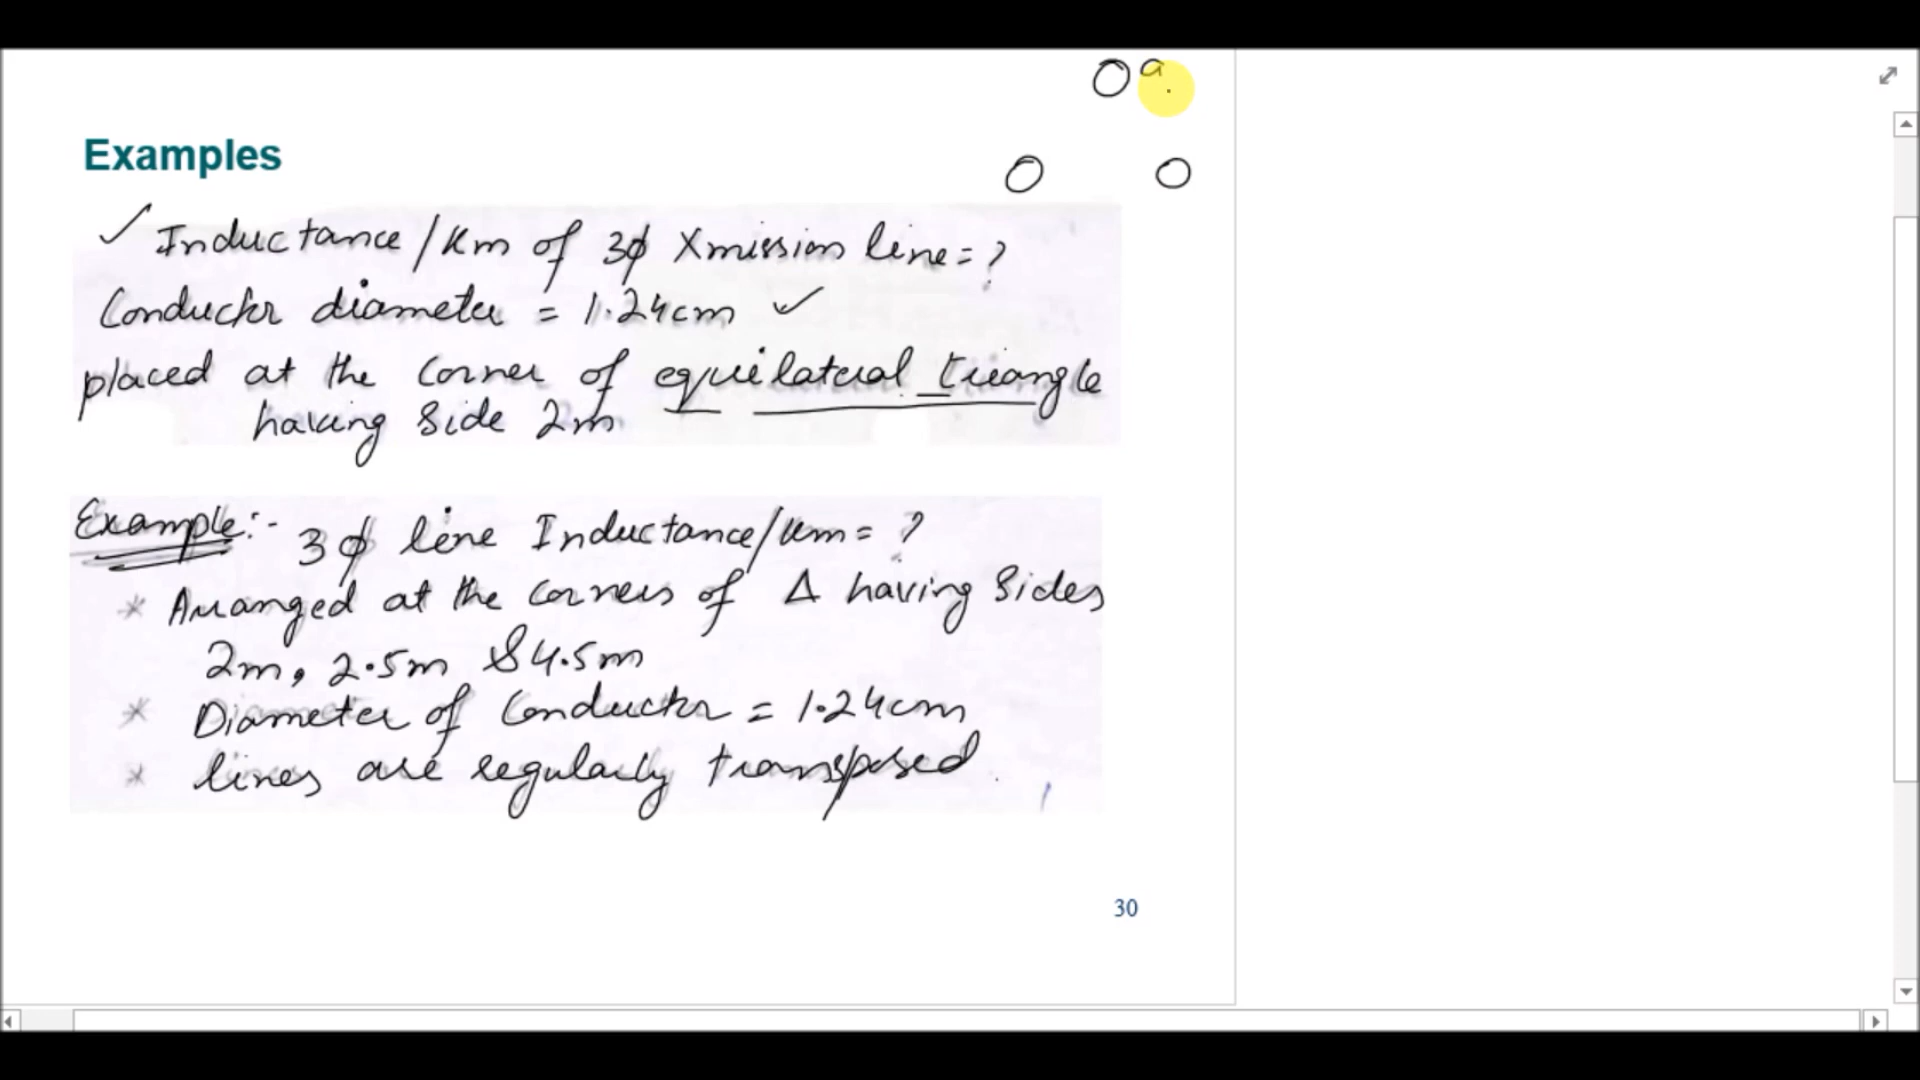 a
Examples
✓ Inductance/km of 3ϕ Xmission line = ?
Conductor diameter = 1.24cm ✓
placed at the corner of equilateral triangle
having side 2m
Example:- 3ϕ line Inductance/km = ?
* Arranged at the corners of Δ having sides
2m, 2.5m & 4.5m
* Diameter of Conductor = 1.24cm
* lines are regularly transposed.
30